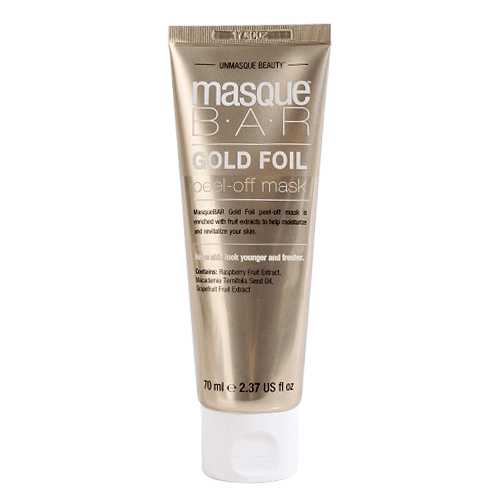 UNMASQUE BEAUTY™
masque
B·A·R
GOLD FOIL
peel-off mask
MasqueBAR Gold Foil peel-off mask is
enriched with fruit extracts to help moisturize
and revitalize your skin.
look younger and fresher.
Contains: Raspberry Fruit Extract,
Macadamia Ternifolia Seed Oil,
Grapefruit Fruit Extract
70 ml e 2.37 US fl oz